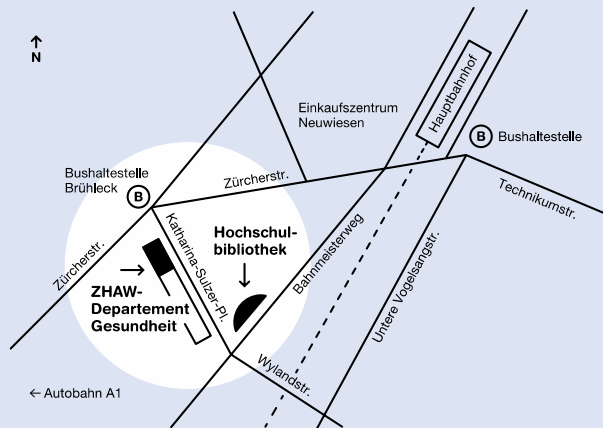 N
Einkaufszentrum
Neuwiesen
Hauptbahnhof
B
Bushaltestelle
Bushaltestelle
Brühleck
B
Zürcherstr.
Technikumstr.
Zürcherstr.
Katharina-Sulzer-Pl.
Hochschul-
bibliothek
Bahnmeisterweg
Untere Vogelsangstr.
ZHAW-
Departement
Gesundheit
Wylandstr.
← Autobahn A1